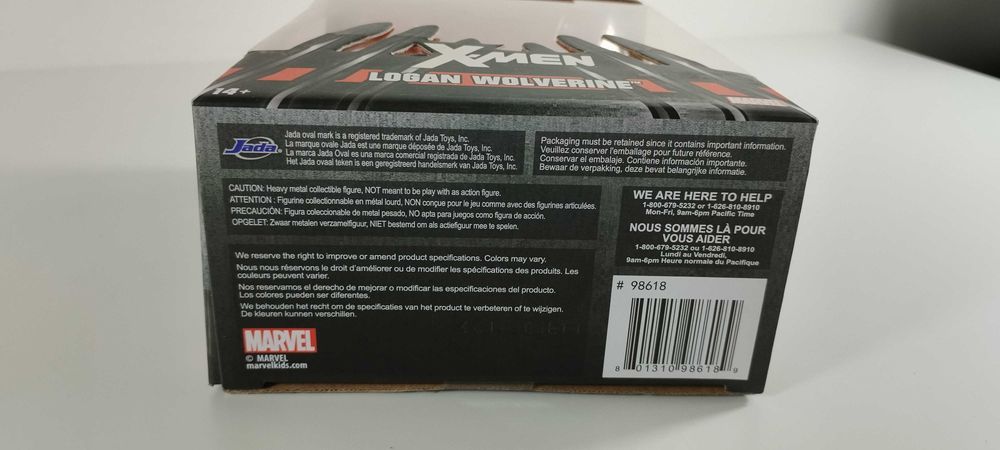 X-MEN
LOGAN WOLVERINE™
14+
Jada
Jada oval mark is a registered trademark of Jada Toys, Inc.
La marque ovale Jada est une marque déposée de Jada Toys, Inc.
La marca Jada Oval es una marca comercial registrada de Jada Toys, Inc.
Het Jada ovaal teken is een geregistreerd handelsmerk van Jada Toys, Inc.
Packaging must be retained since it contains important information.
Veuillez conserver l'emballage pour future référence.
Conservar el embalaje. Contiene información importante.
Bewaar de verpakking, deze bevat belangrijke informatie.
CAUTION: Heavy metal collectible figure, NOT meant to be play with as action figure.
ATTENTION : Figurine collectionnable en métal lourd, NON conçue pour le jeu comme avec des figurines articulées.
PRECAUCIÓN: Figura coleccionable de metal pesado, NO apta para juegos como figura de acción.
OPGELET: Zwaar metalen verzamelfiguur, NIET bestemd om als actiefiguur mee te spelen.
WE ARE HERE TO HELP
1-800-679-5232 or 1-626-810-8910
Mon-Fri, 9am-6pm Pacific Time
NOUS SOMMES LÀ POUR
VOUS AIDER
1-800-679-5232 ou 1-626-810-8910
Lundi au Vendredi,
9am-6pm Heure normale du Pacifique
We reserve the right to improve or amend product specifications. Colors may vary.
Nous nous réservons le droit d'améliorer ou de modifier les spécifications des produits. Les
couleurs peuvent varier.
Nos reservamos el derecho de mejorar o modificar las especificaciones del producto.
Los colores pueden ser diferentes.
We behouden het recht om de specificaties van het product te verbeteren of te wijzigen.
De kleuren kunnen verschillen.
MARVEL
© MARVEL
marvelkids.com
# 98618
8 01310 98618 9